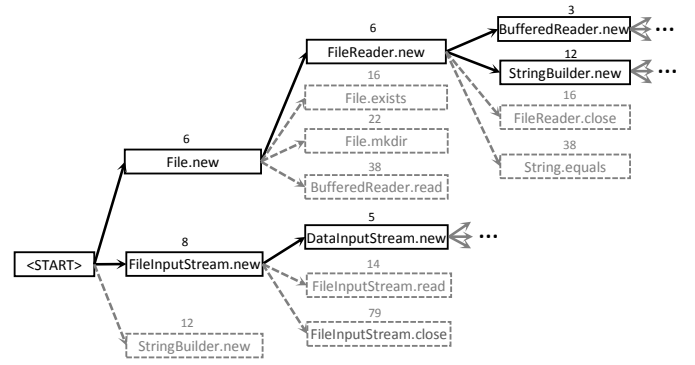 3
BufferedReader.new ...
6
FileReader.new
12
StringBuilder.new ...
16
File.exists
16
FileReader.close
22
File.mkdir
38
String.equals
6
File.new
38
BufferedReader.read
5
DataInputStream.new ...
8
FileInputStream.new
<START>
14
FileInputStream.read
12
StringBuilder.new
79
FileInputStream.close